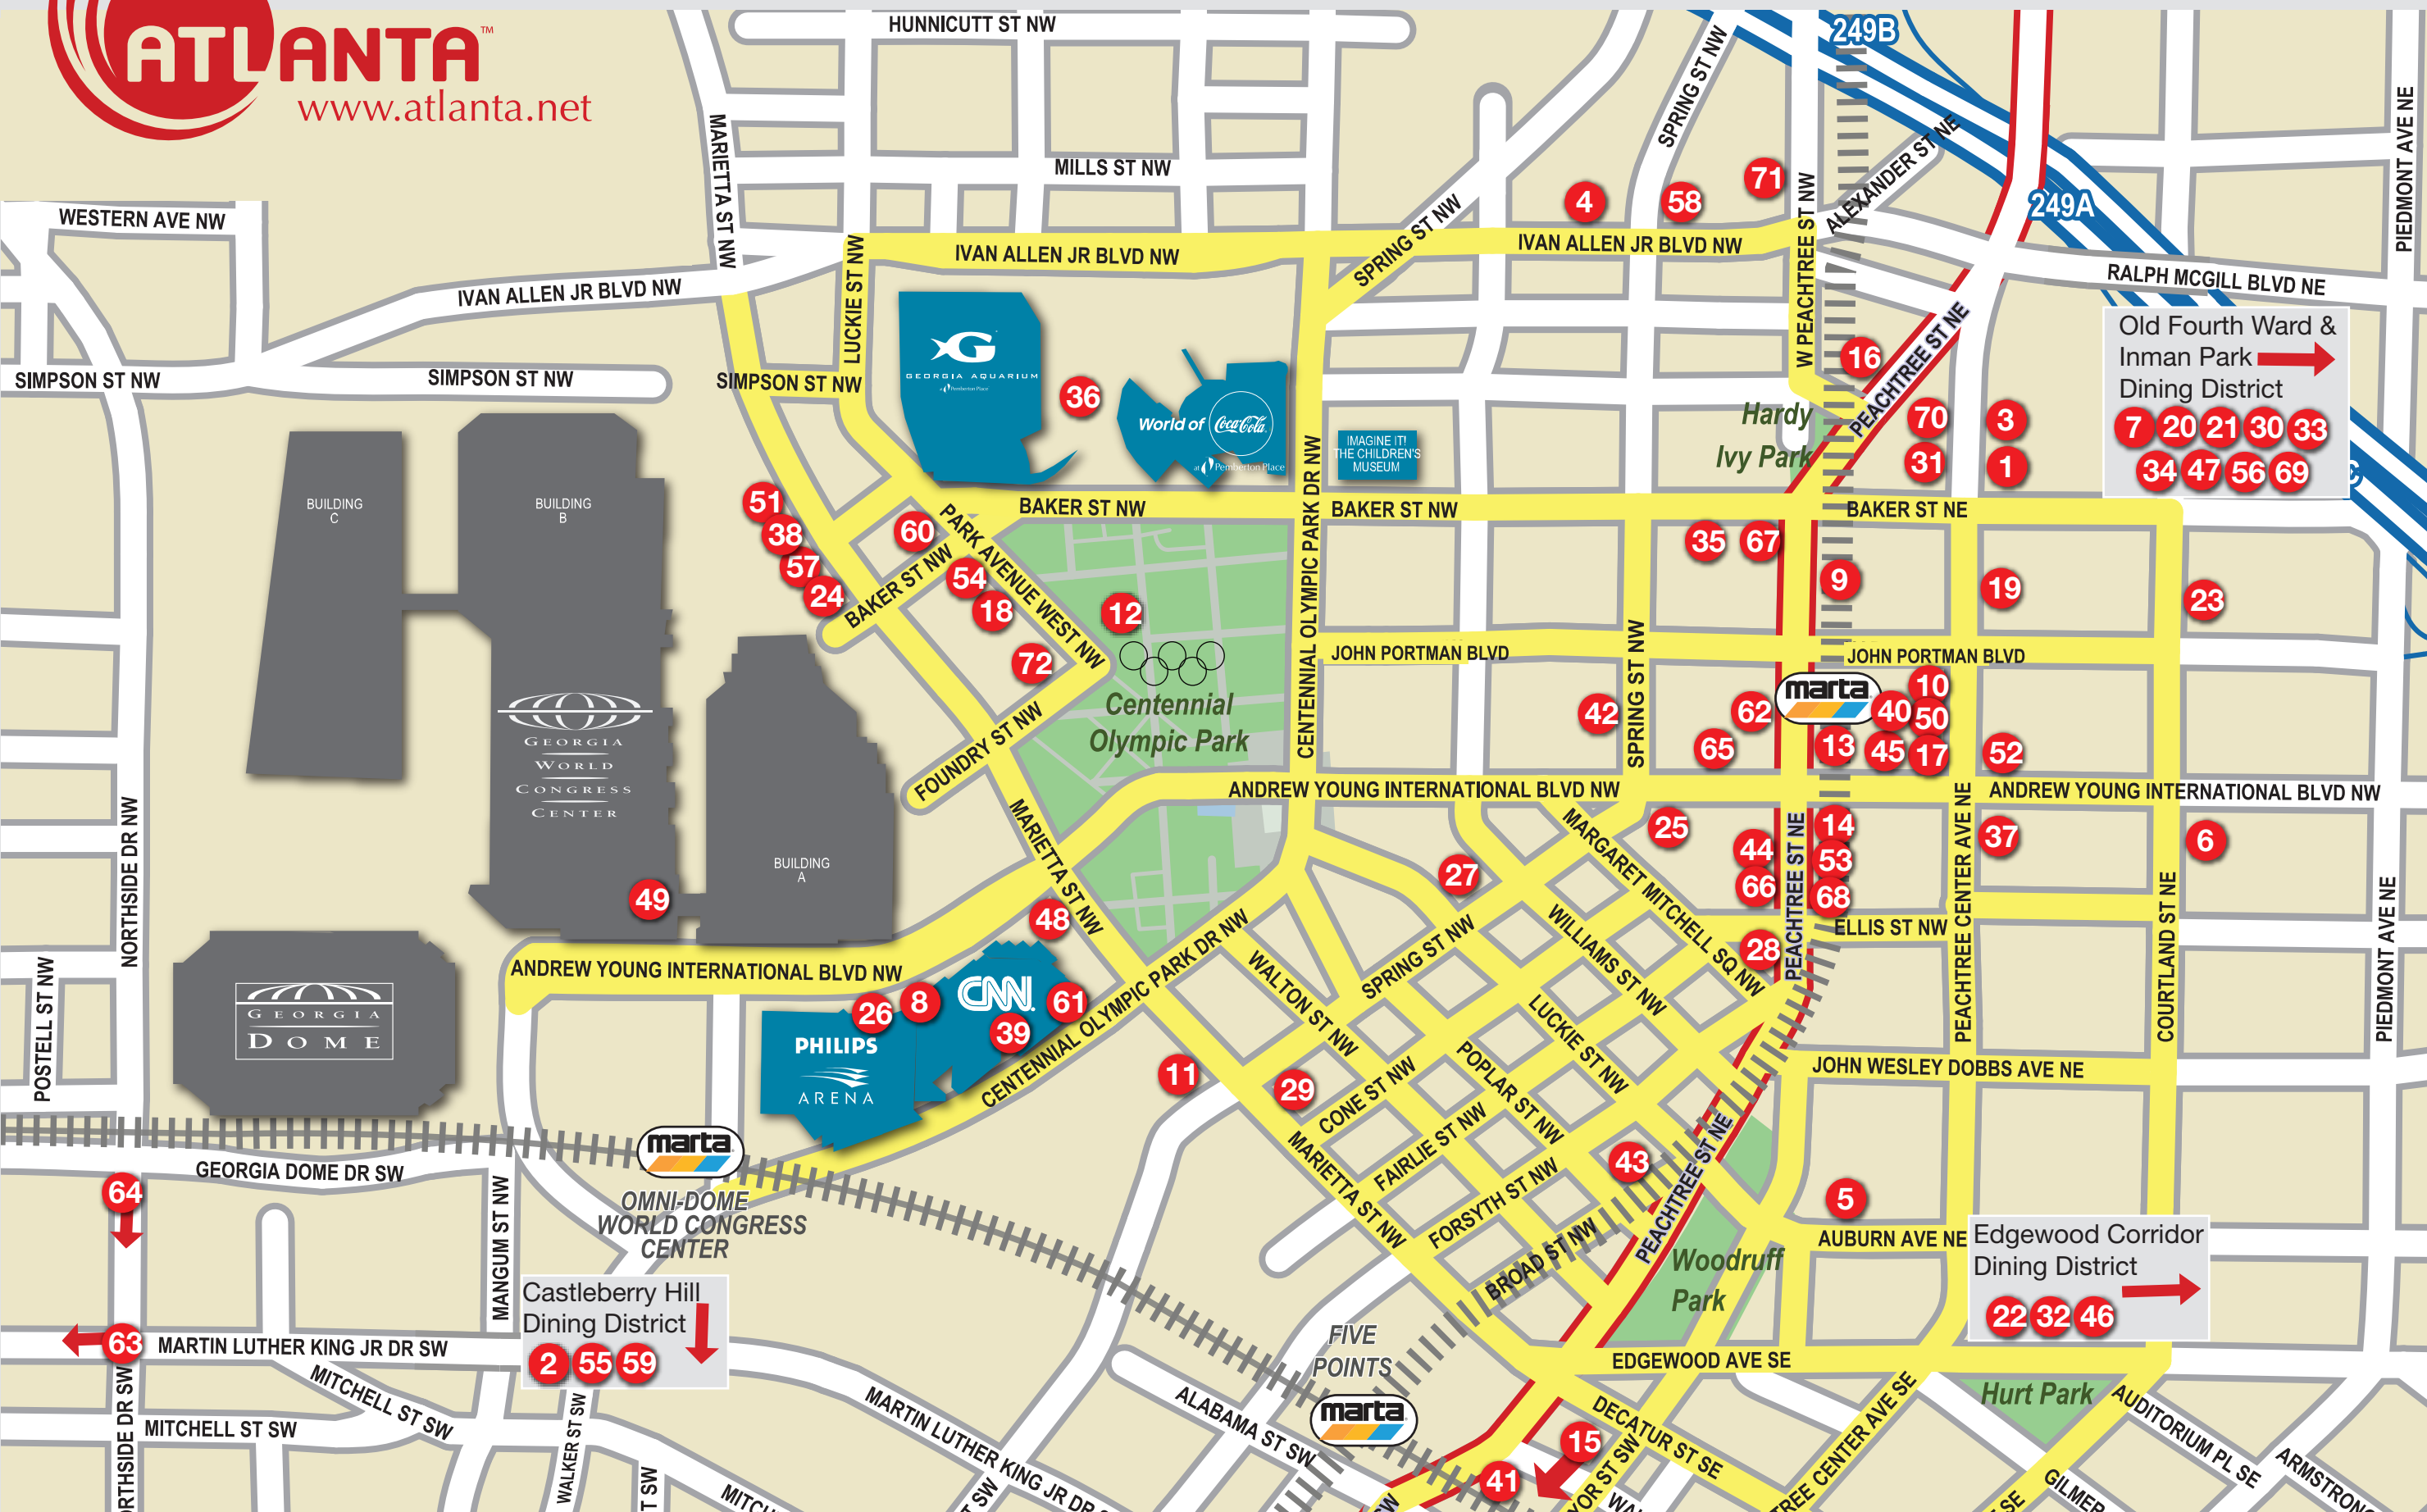 ATLANTA™
www.atlanta.net
HUNNICUTT ST NW
249B
SPRING ST NW
PIEDMONT AVE NE
MARIETTA ST NW
MILLS ST NW
ALEXANDER ST NE
71
4
58
249A
WESTERN AVE NW
W PEACHTREE ST NW
SPRING ST NW
IVAN ALLEN JR BLVD NW
IVAN ALLEN JR BLVD NW
IVAN ALLEN JR BLVD NW
LUCKIE ST NW
RALPH MCGILL BLVD NE
PEACHTREE ST NE
16
Old Fourth Ward &
Inman Park
Dining District
7 20 21 30 33
34 47 56 69
SIMPSON ST NW
SIMPSON ST NW
SIMPSON ST NW
GEORGIA AQUARIUM
at Pemberton Place
36
World of Coca-Cola
at Pemberton Place
IMAGINE IT!
THE CHILDREN'S
MUSEUM
Hardy
Ivy Park
70
3
31
1
BUILDING
C
BUILDING
B
51
38
57
24
60
BAKER ST NW
BAKER ST NW
BAKER ST NW
BAKER ST NE
PARK AVENUE WEST NW
CENTENNIAL OLYMPIC PARK DR NW
54
18
72
12
35
67
9
19
23
JOHN PORTMAN BLVD
JOHN PORTMAN BLVD
SPRING ST NW
Centennial
Olympic Park
42
62
65
marta
10
40
50
13
45
17
52
GEORGIA
WORLD
CONGRESS
CENTER
FOUNDRY ST NW
ANDREW YOUNG INTERNATIONAL BLVD NW
ANDREW YOUNG INTERNATIONAL BLVD NW
NORTHSIDE DR NW
MARIETTA ST NW
MARGARET MITCHELL SQ NW
25
44
66
14
53
68
37
6
27
PEACHTREE ST NE
PEACHTREE CENTER AVE NE
COURTLAND ST NE
PIEDMONT AVE NE
BUILDING
A
49
48
ELLIS ST NW
28
WILLIAMS ST NW
SPRING ST NW
WALTON ST NW
ANDREW YOUNG INTERNATIONAL BLVD NW
GEORGIA
DOME
POSTELL ST NW
26
8
CNN
61
39
PHILIPS
ARENA
CENTENNIAL OLYMPIC PARK DR NW
11
29
LUCKIE ST NW
POPLAR ST NW
CONE ST NW
FAIRLIE ST NW
FORSYTH ST NW
BROAD ST NW
MARIETTA ST NW
JOHN WESLEY DOBBS AVE NE
43
PEACHTREE ST NE
5
AUBURN AVE NE
Woodruff
Park
Edgewood Corridor
Dining District
22 32 46
marta
OMNI-DOME
WORLD CONGRESS
CENTER
GEORGIA DOME DR SW
64
MANGUM ST NW
63
MARTIN LUTHER KING JR DR SW
Castleberry Hill
Dining District
2 55 59
MITCHELL ST SW
MITCHELL ST SW
WALKER ST SW
MARTIN LUTHER KING JR DR
ALABAMA ST SW
FIVE
POINTS
marta
EDGEWOOD AVE SE
Hurt Park
DECATUR ST SE
AUDITORIUM PL SE
ARMSTRONG
GILMER
15
41